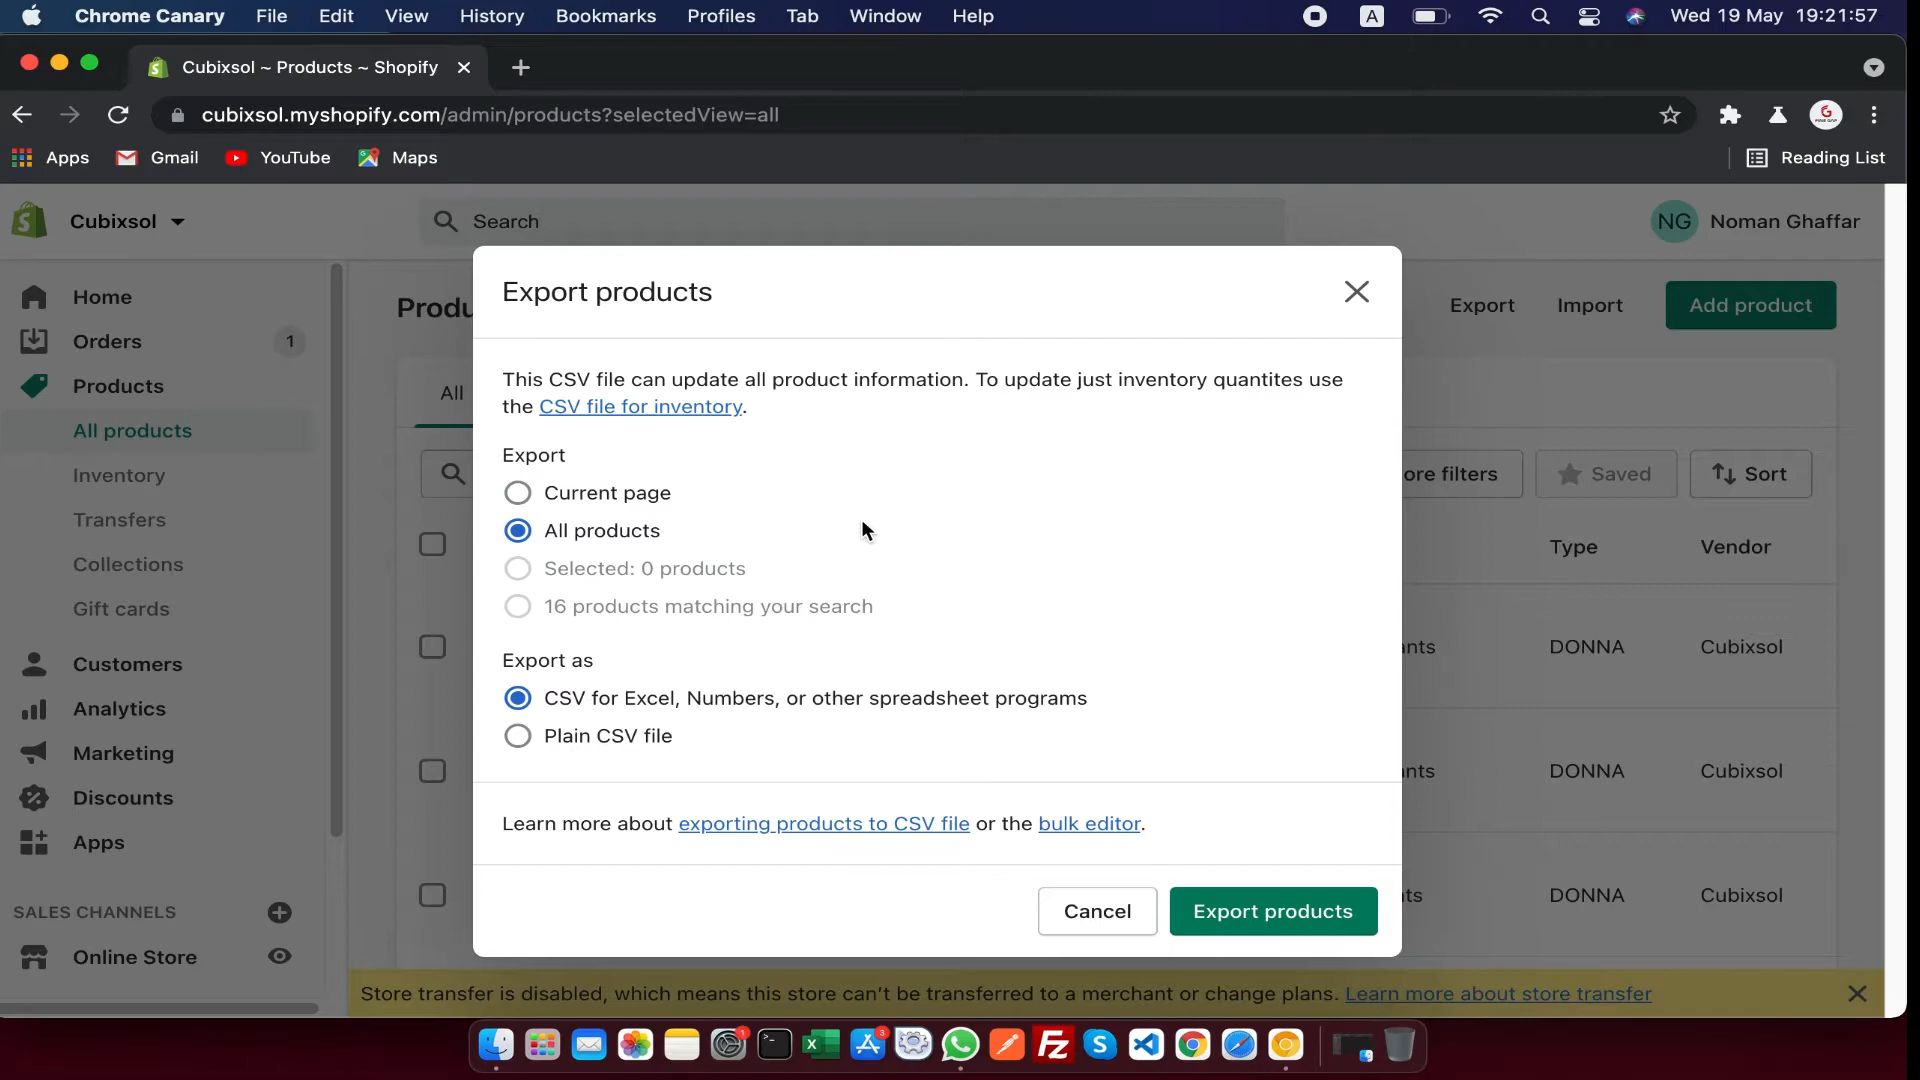 Chrome Canary File Edit View History Bookmarks Profiles Tab Window Help A Wed 19 May 19:21:57
Cubixsol ~ Products ~ Shopify
cubixsol.myshopify.com/admin/products?selectedView=all
Apps Gmail YouTube Maps Reading List
Cubixsol Search NG Noman Ghaffar
Home
Orders 1
Products
All products
Inventory
Transfers
Collections
Gift cards
Customers
Analytics
Marketing
Discounts
Apps
SALES CHANNELS
Online Store
Produ Export Import Add product
All
ore filters Saved Sort
Type Vendor
ants DONNA Cubixsol
ants DONNA Cubixsol
ts DONNA Cubixsol
Export products
This CSV file can update all product information. To update just inventory quantites use
the CSV file for inventory.
Export
Current page
All products
Selected: 0 products
16 products matching your search
Export as
CSV for Excel, Numbers, or other spreadsheet programs
Plain CSV file
Learn more about exporting products to CSV file or the bulk editor.
Cancel Export products
Store transfer is disabled, which means this store can't be transferred to a merchant or change plans. Learn more about store transfer
1 3